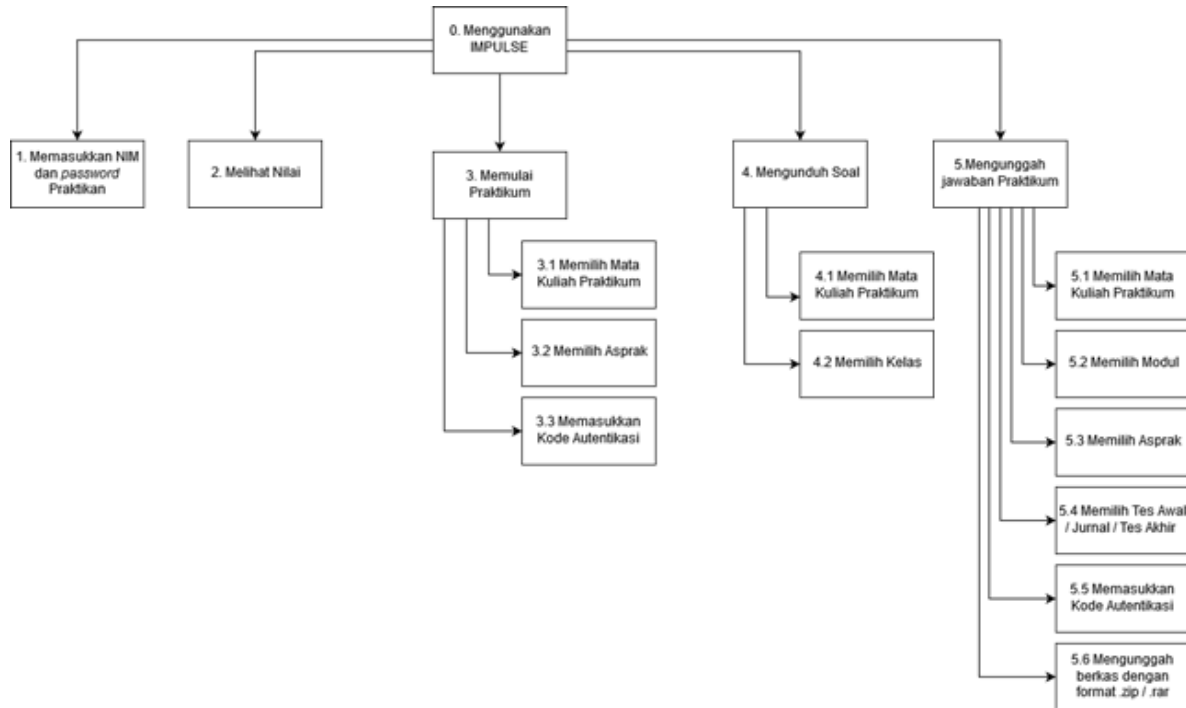 0. Menggunakan
IMPULSE
1. Memasukkan NIM
dan password
Praktikan
2. Melihat Nilai
3. Memulai
Praktikum
4. Mengunduh Soal
5.Mengunggah
jawaban Praktikum
3.1 Memilih Mata
Kuliah Praktikum
3.2 Memilih Asprak
3.3 Memasukkan
Kode Autentikasi
4.1 Memilih Mata
Kuliah Praktikum
4.2 Memilih Kelas
5.1 Memilih Mata
Kuliah Praktikum
5.2 Memilih Modul
5.3 Memilih Asprak
5.4 Memilih Tes Awal
/ Jurnal / Tes Akhir
5.5 Memasukkan
Kode Autentikasi
5.6 Mengunggah
berkas dengan
format .zip / .rar